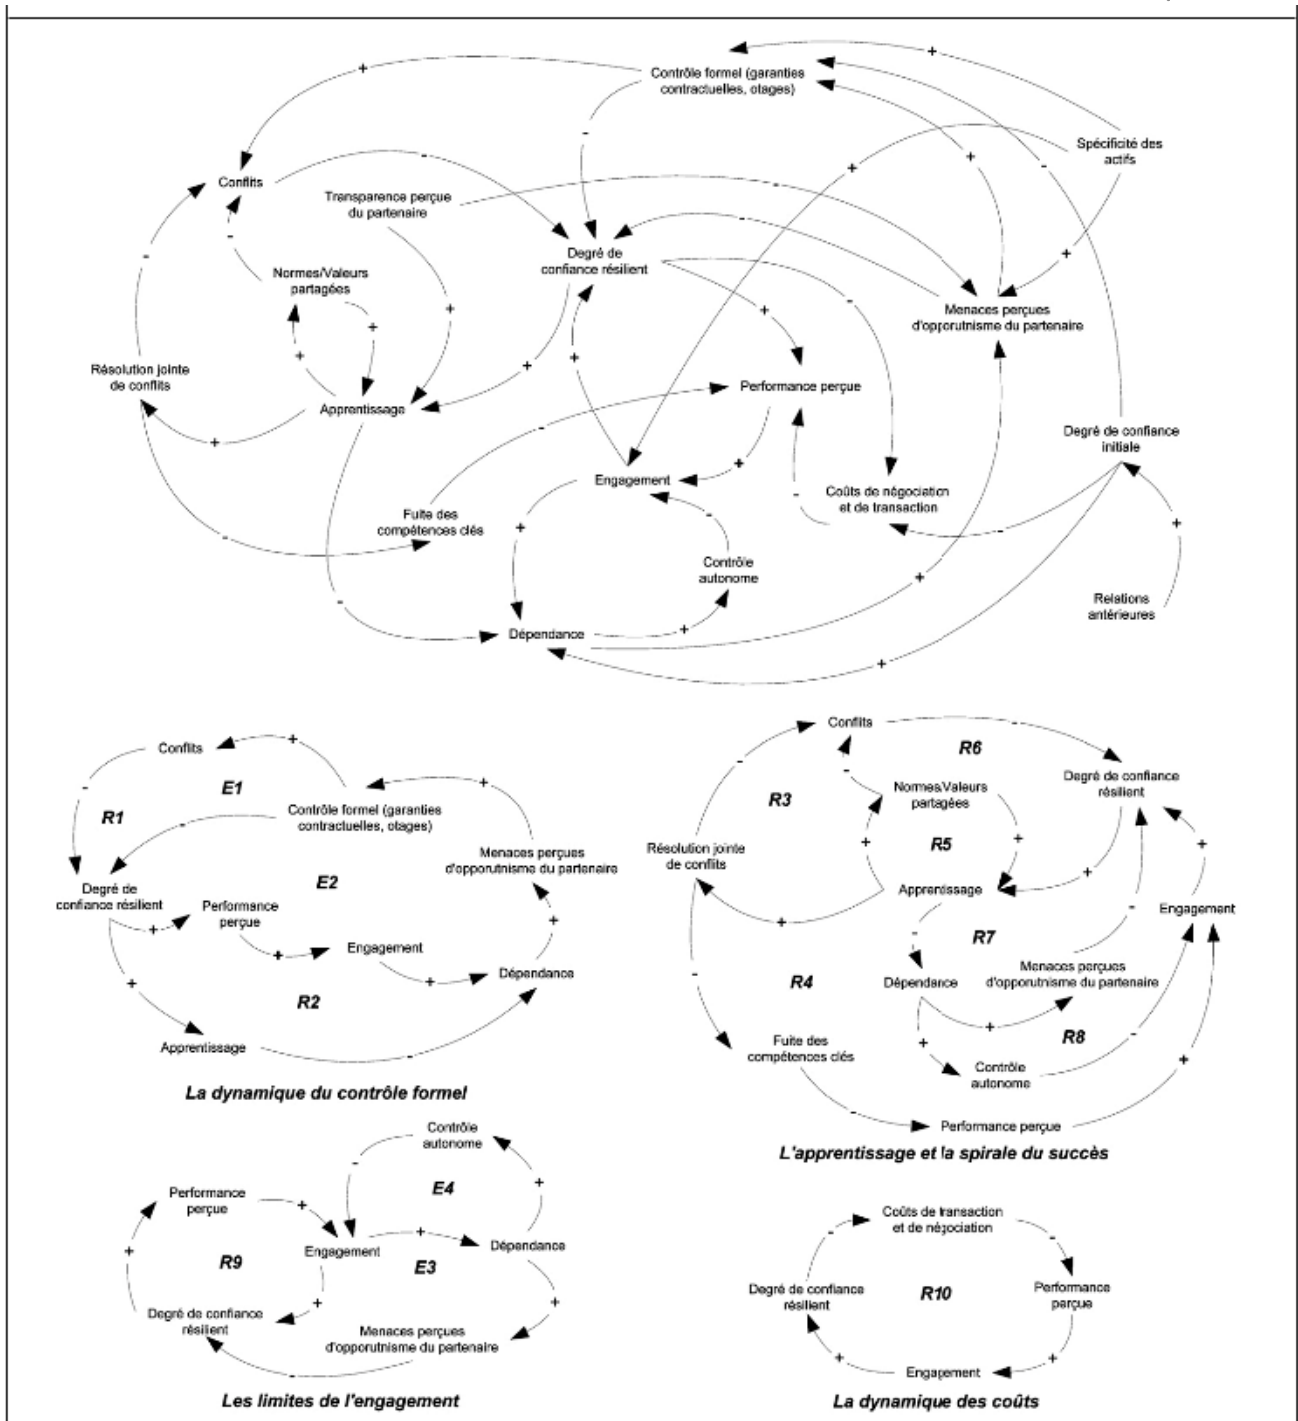 Contrôle formel (garanties
contractuelles, otages)
Spécificité des
actifs
Conflits
Transparence perçue
du partenaire
Degré de
confiance résilient
Normes/Valeurs
partagées
Menaces perçues
d'opporutnisme du partenaire
Résolution jointe
de conflits
Performance perçue
Apprentissage
Degré de confiance
initiale
Engagement
Coûts de négociation
et de transaction
Fuite des
compétences clés
Contrôle
autonome
Relations
antérieures
Dépendance
Conflits
E1
R1
Contrôle formel (garanties
contractuelles, otages)
Menaces perçues
d'opporutnisme du partenaire
Degré de
confiance résilient
E2
Performance
perçue
Engagement
Dépendance
R2
Apprentissage
La dynamique du contrôle formel
Conflits
R6
Degré de confiance
résilient
R3
Normes/Valeurs
partagées
Résolution jointe
de conflits
R5
Apprentissage
Engagement
R7
R4
Dépendance
Menaces perçues
d'opporutnisme du partenaire
R8
Fuite des
compétences clés
Contrôle
autonome
Performance perçue
L'apprentissage et la spirale du succès
Contrôle
autonome
Performance
perçue
E4
Engagement
Dépendance
R9
E3
Degré de confiance
résilient
Menaces perçues
d'opporutnisme du partenaire
Les limites de l'engagement
Coûts de transaction
et de négociation
Degré de confiance
résilient
R10
Performance
perçue
Engagement
La dynamique des coûts